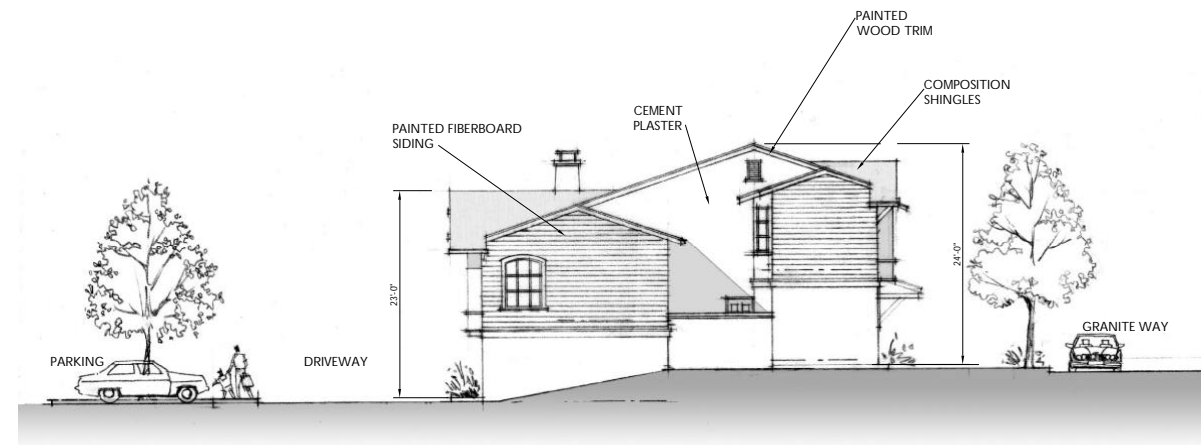 PAINTED
WOOD TRIM
COMPOSITION
SHINGLES
CEMENT
PLASTER
PAINTED FIBERBOARD
SIDING
23'-0"
24'-0"
PARKING
DRIVEWAY
GRANITE WAY